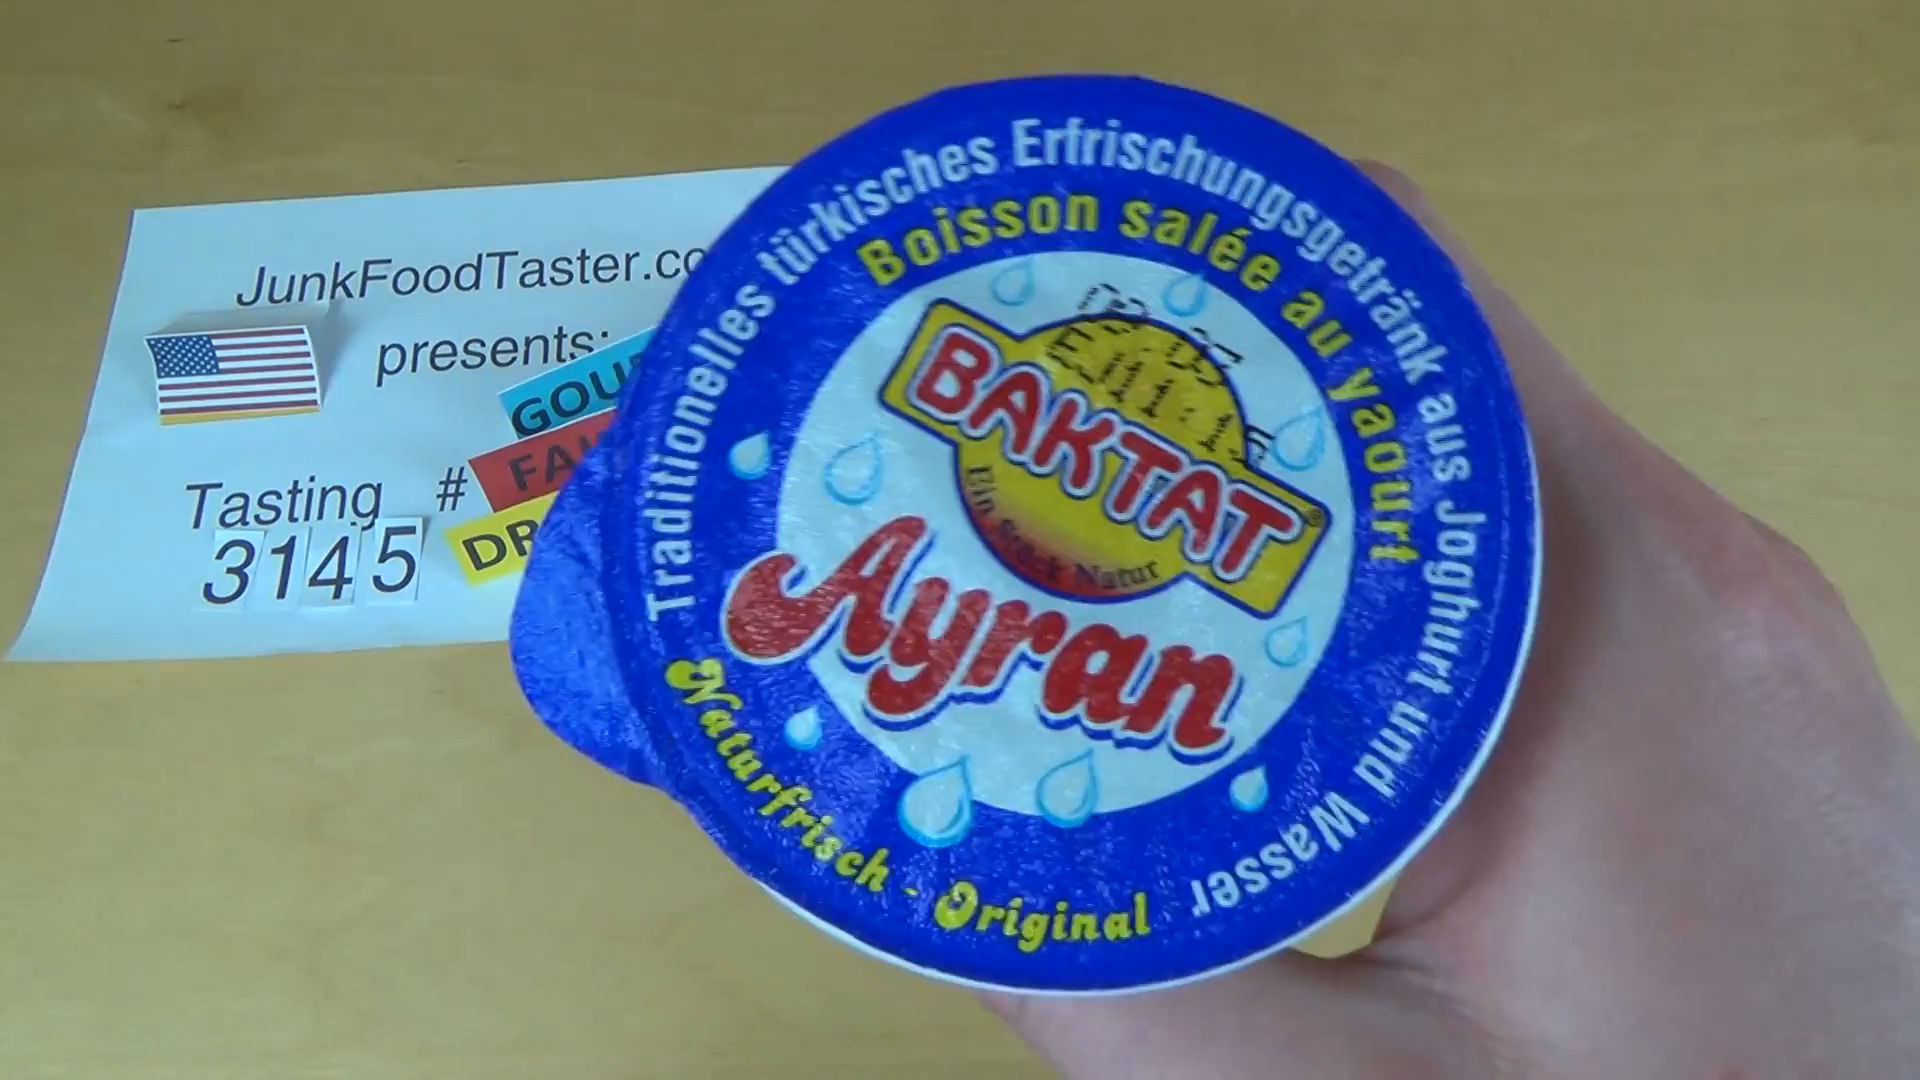 JunkFoodTaster.co
presents:
GOU
FA
DR
Tasting #
3145
Traditionelles türkisches Erfrischungsgetränk aus Joghurt und Wasser
Boisson salée au yaourt
BAKTAT®
Ein Stück Natur
Ayran
Naturfrisch - Original